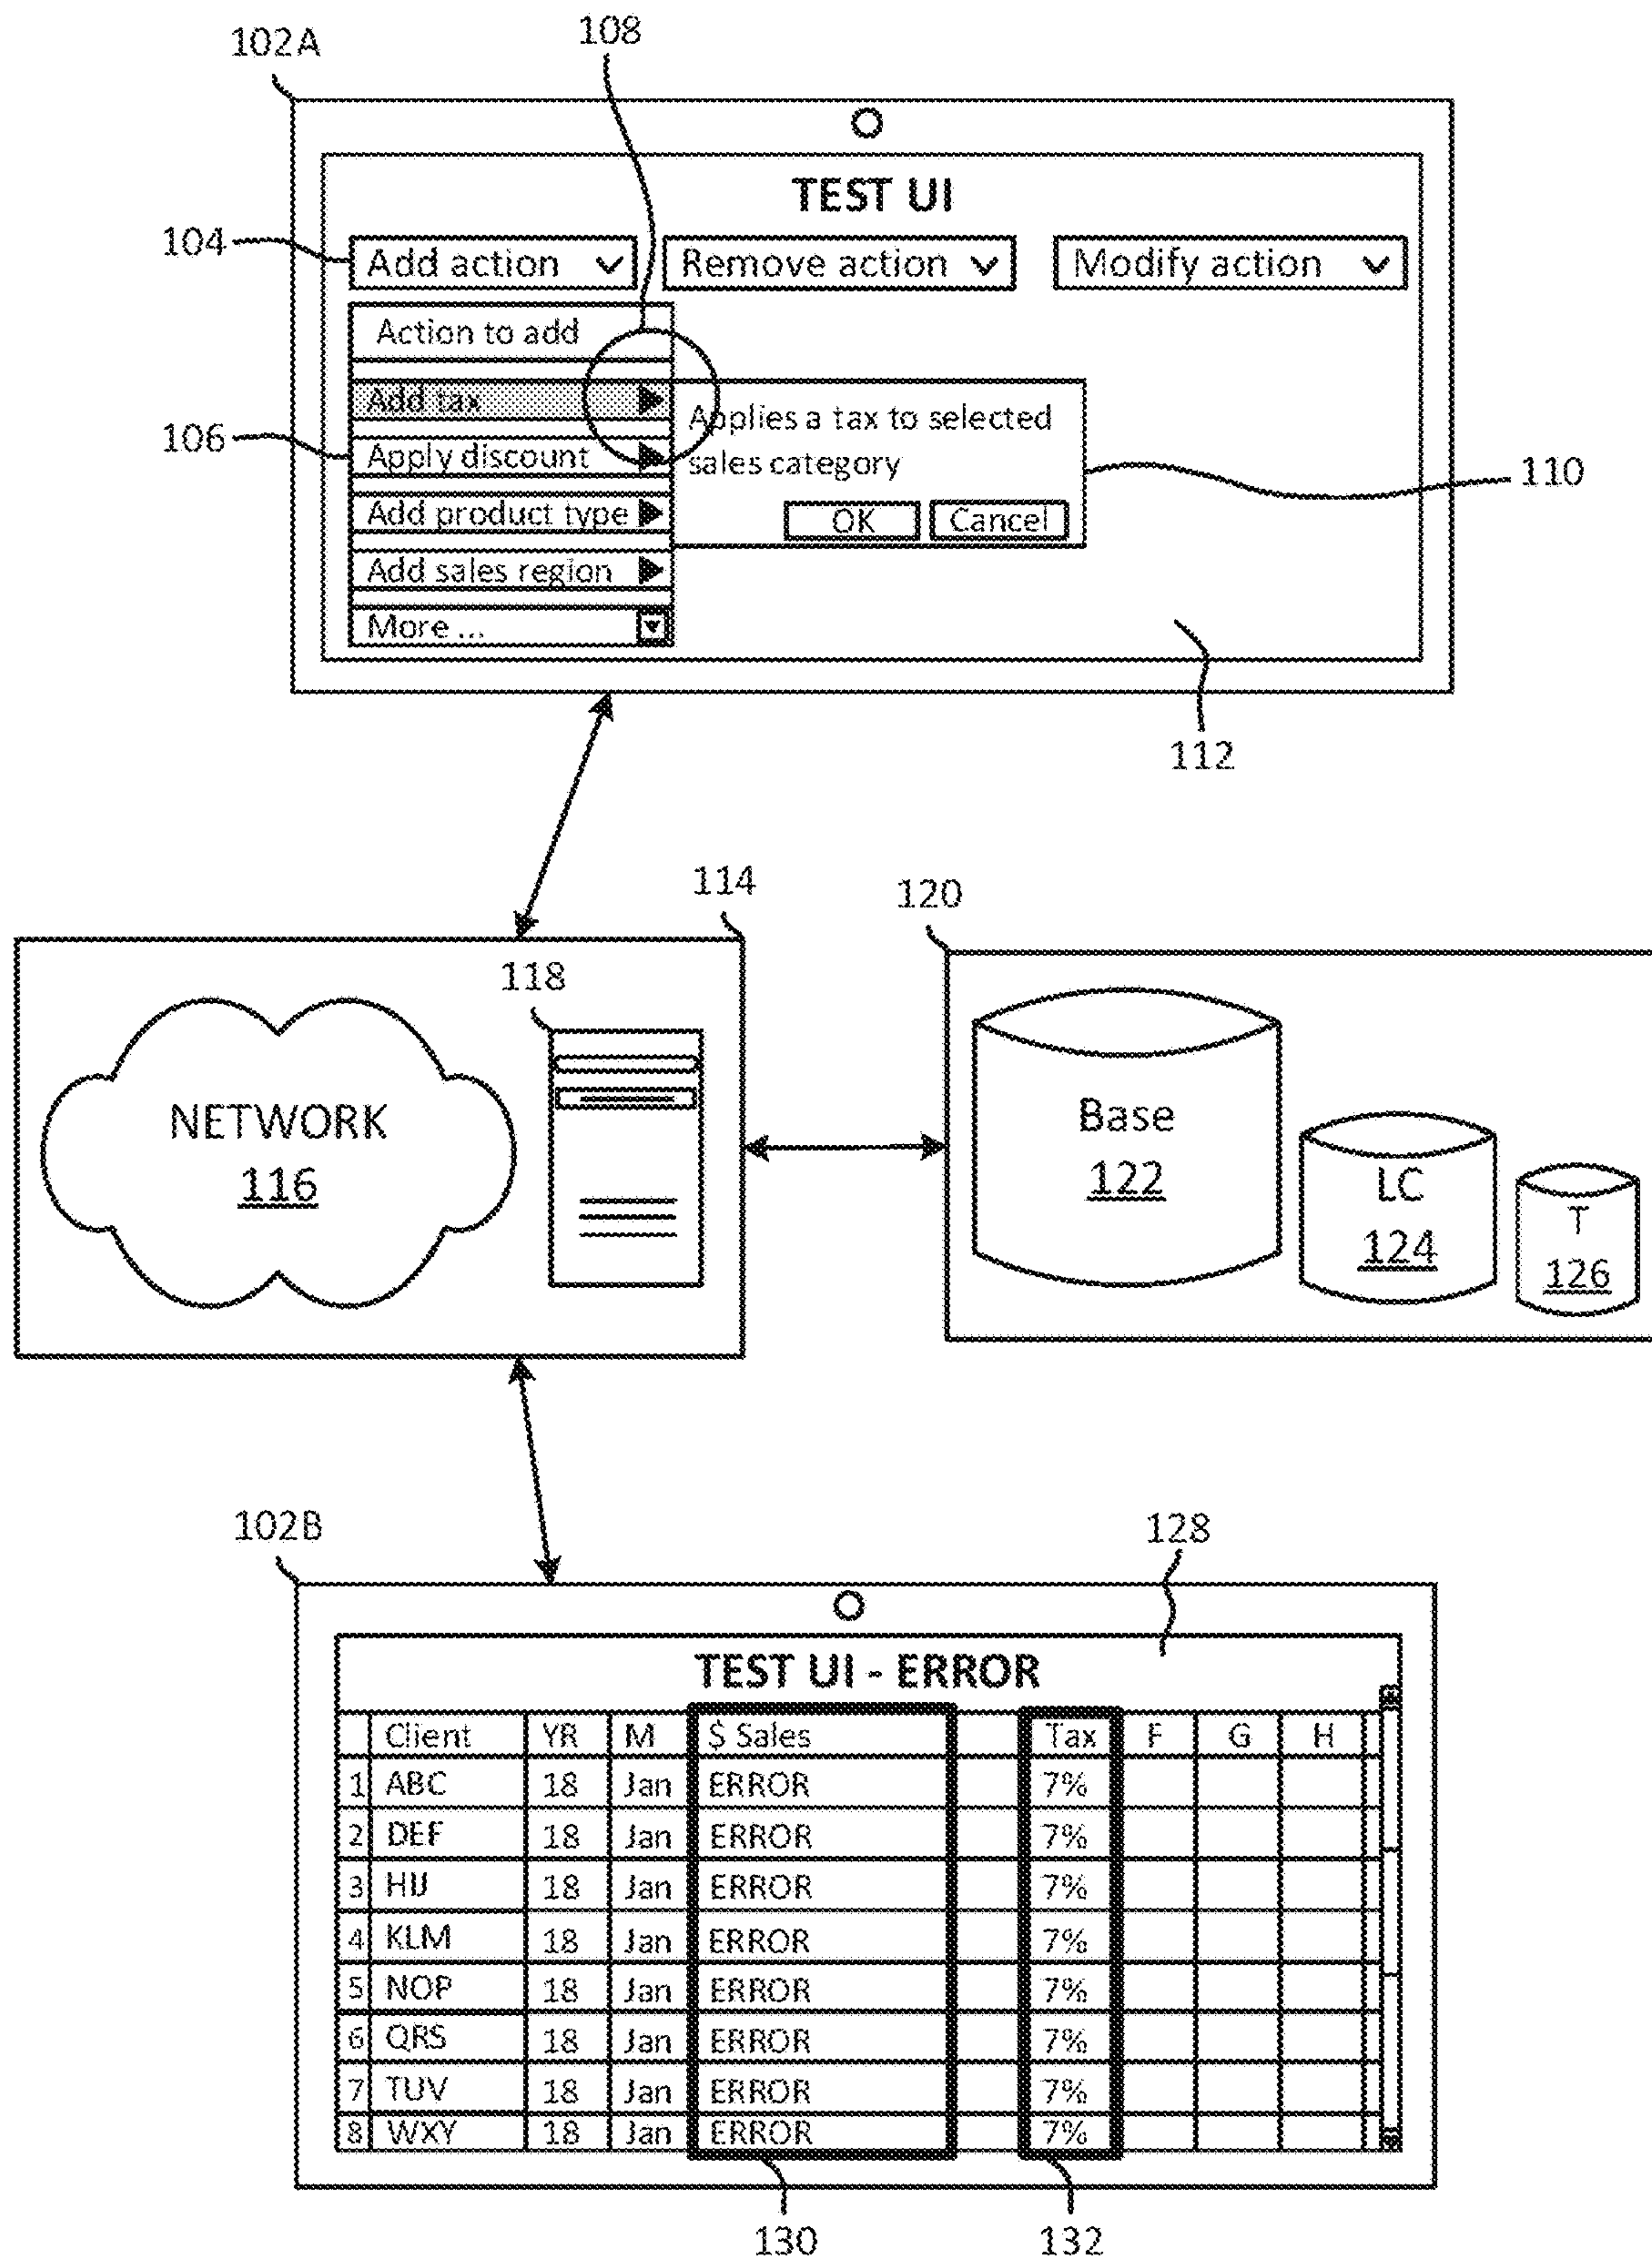 102A
108
TEST UI
104
Add action
Remove action
Modify action
Action to add
Add tax
Applies a tax to selected
sales category
106
Apply discount
110
Add product type
OK
Cancel
Add sales region
More ...
112
114
120
118
NETWORK
116
Base
122
LC
124
T
126
102B
128
TEST UI - ERROR
Client YR M $ Sales Tax F G H
1 ABC 18 Jan ERROR 7%
2 DEF 18 Jan ERROR 7%
3 HIJ 18 Jan ERROR 7%
4 KLM 18 Jan ERROR 7%
5 NOP 18 Jan ERROR 7%
6 QRS 18 Jan ERROR 7%
7 TUV 18 Jan ERROR 7%
8 WXY 18 Jan ERROR 7%
130
132